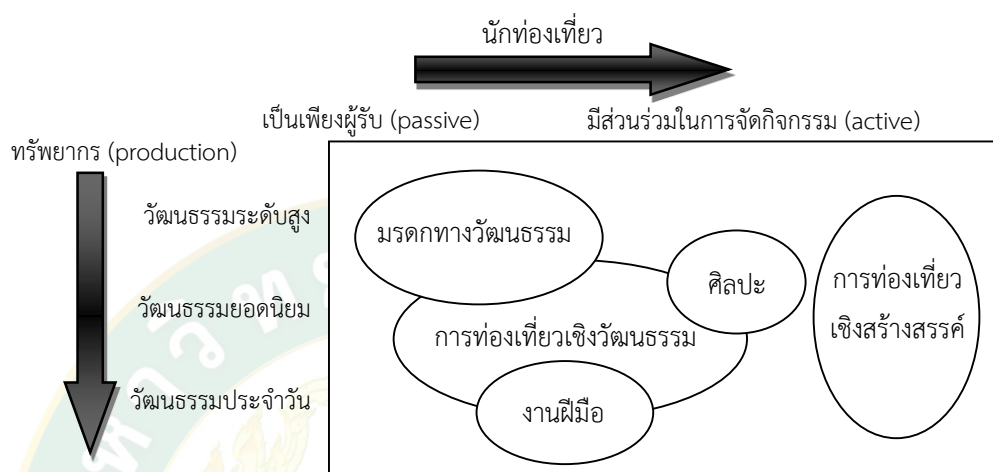 นักท่องเที่ยว
เป็นเพียงผู้รับ (passive)
มีส่วนร่วมในการจัดกิจกรรม (active)
ทรัพยากร (production)
วัฒนธรรมระดับสูง
วัฒนธรรมยอดนิยม
วัฒนธรรมประจำวัน
มรดกทางวัฒนธรรม
ศิลปะ
การท่องเที่ยวเชิงวัฒนธรรม
งานฝีมือ
การท่องเที่ยว
เชิงสร้างสรรค์